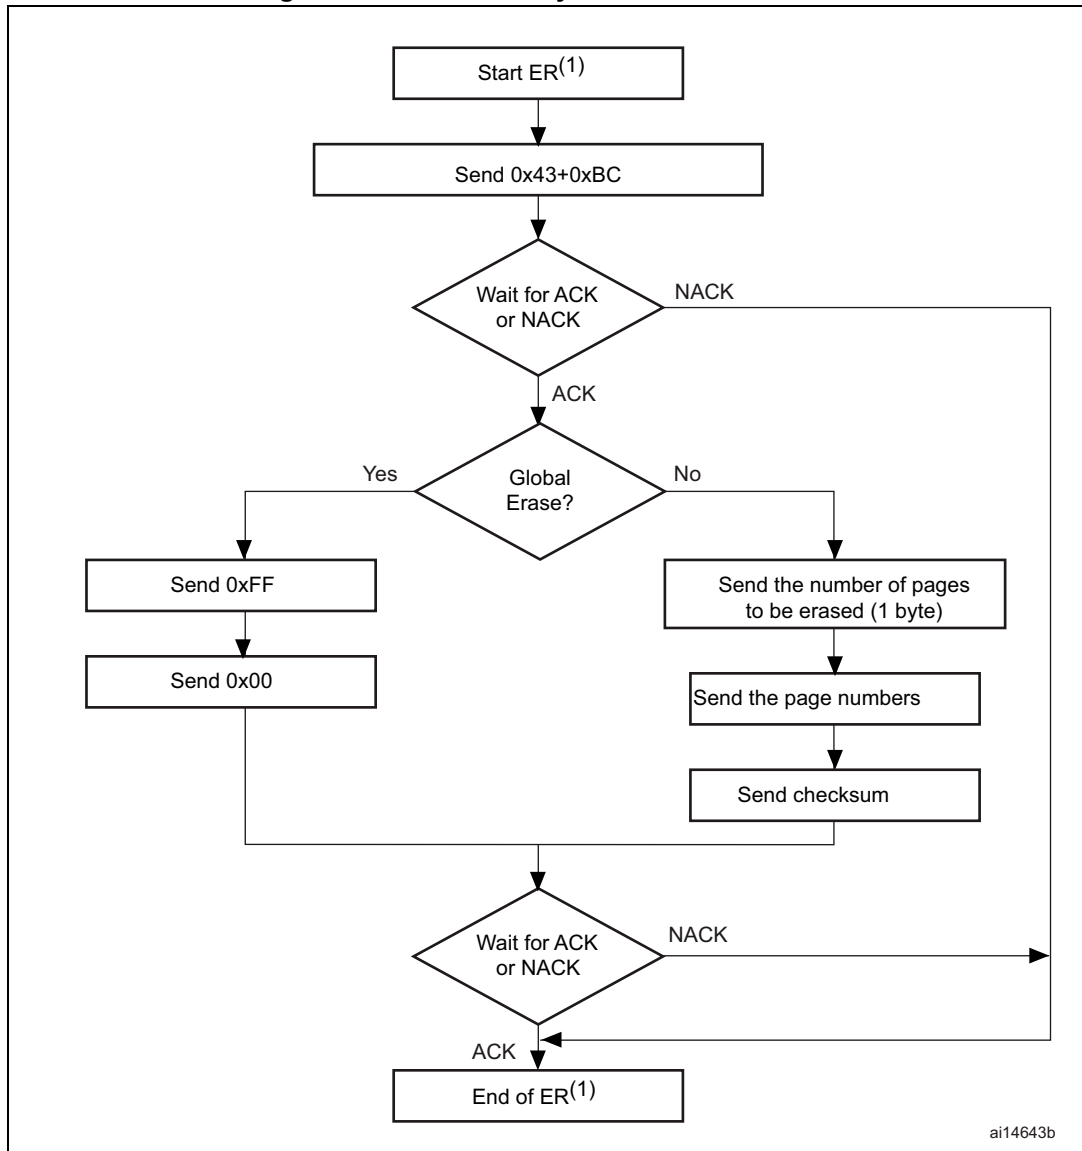 Start ER(1)
Send 0x43+0xBC
Wait for ACK
or NACK
NACK
ACK
Yes
Global
Erase?
No
Send 0xFF
Send the number of pages
to be erased (1 byte)
Send 0x00
Send the page numbers
Send checksum
Wait for ACK
or NACK
NACK
ACK
End of ER(1)
ai14643b